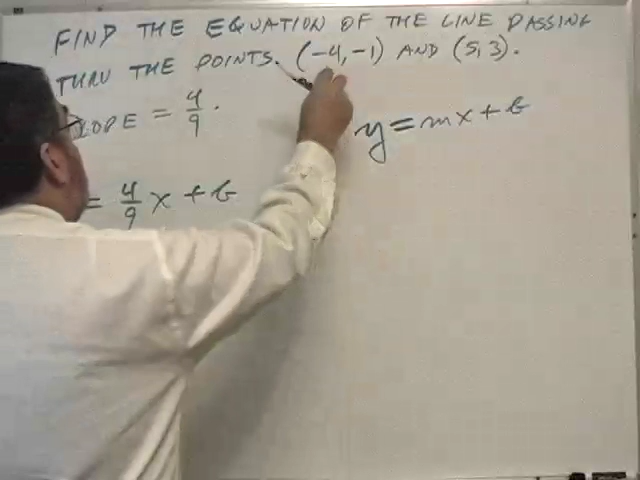 FIND THE EQUATION OF THE LINE PASSING
THRU THE POINTS. (-4,-1) AND (5,3).
LOPE = 4/9.
y = mx + b
= 4/9 x + b